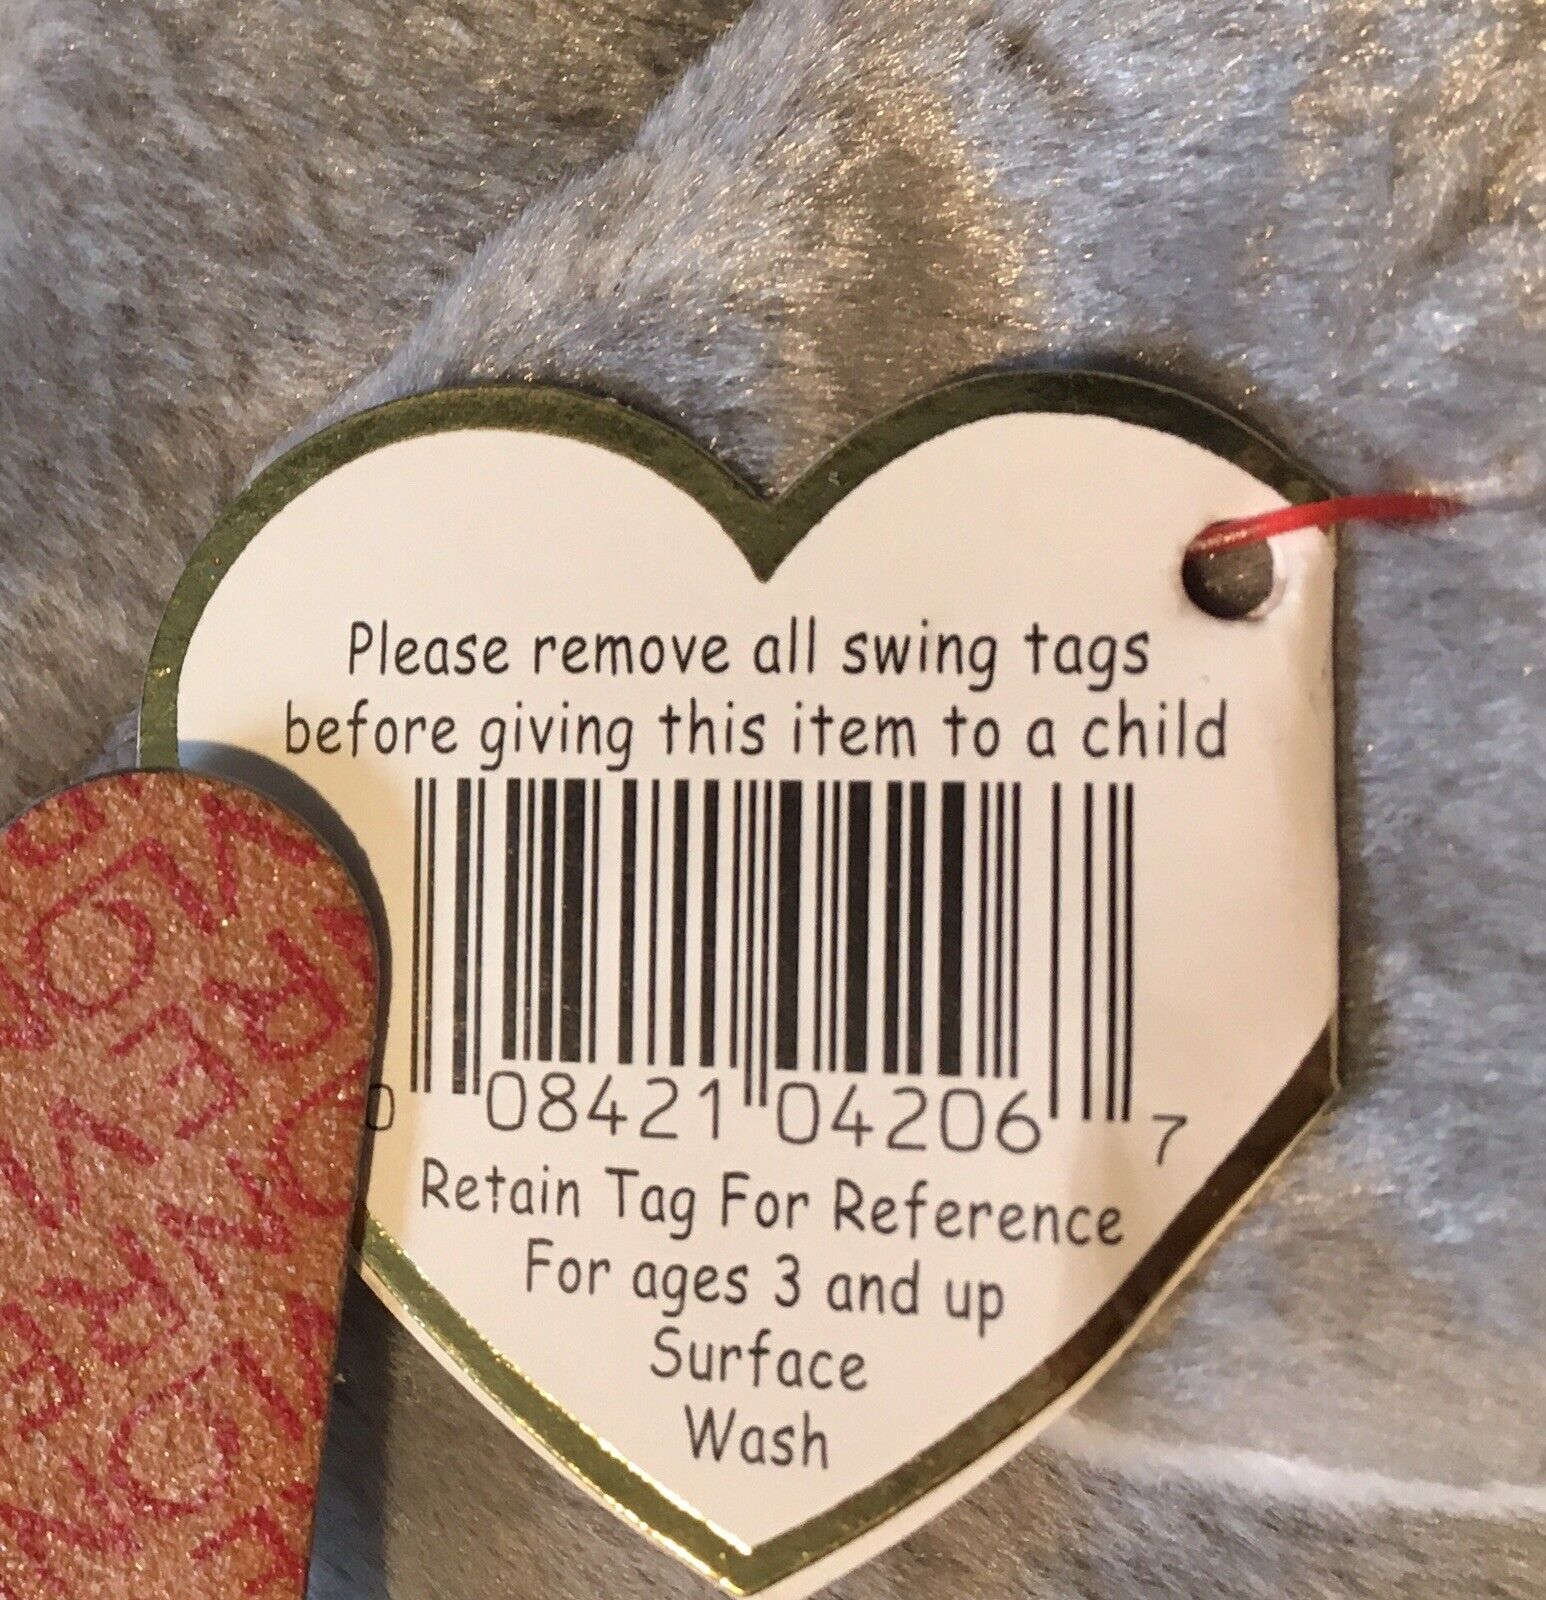 Please remove all swing tags
before giving this item to a child
0 08421 04206 7
Retain Tag For Reference
For ages 3 and up
Surface
Wash